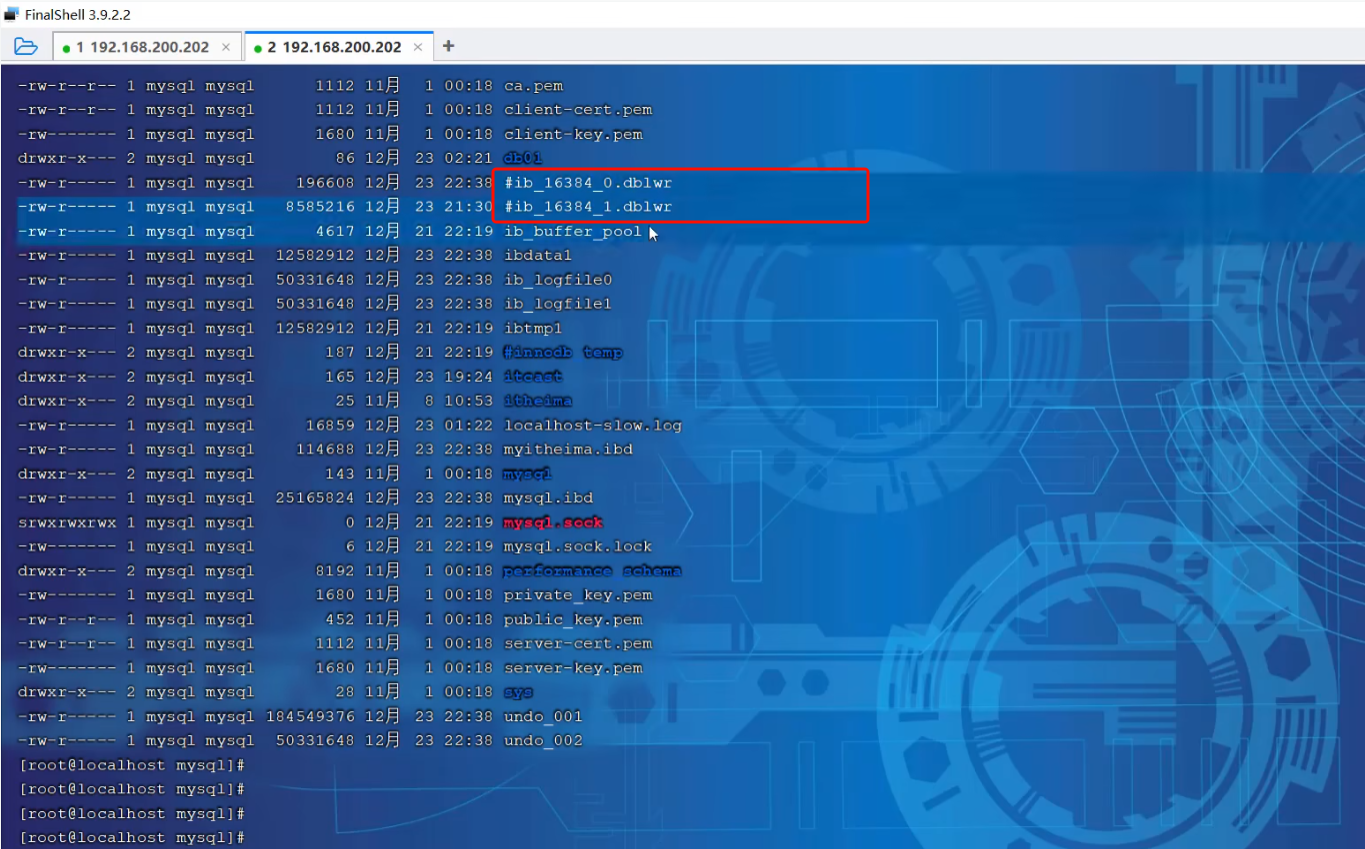 FinalShell 3.9.2.2
1 192.168.200.202 × 2 192.168.200.202 × +
-rw-r--r-- 1 mysql mysql 1112 11月 1 00:18 ca.pem
-rw-r--r-- 1 mysql mysql 1112 11月 1 00:18 client-cert.pem
-rw------- 1 mysql mysql 1680 11月 1 00:18 client-key.pem
drwxr-x--- 2 mysql mysql 86 12月 23 02:21 db01
-rw-r----- 1 mysql mysql 196608 12月 23 22:38 #ib_16384_0.dblwr
-rw-r----- 1 mysql mysql 8585216 12月 23 21:30 #ib_16384_1.dblwr
-rw-r----- 1 mysql mysql 4617 12月 21 22:19 ib_buffer_pool
-rw-r----- 1 mysql mysql 12582912 12月 23 22:38 ibdata1
-rw-r----- 1 mysql mysql 50331648 12月 23 22:38 ib_logfile0
-rw-r----- 1 mysql mysql 50331648 12月 23 22:38 ib_logfile1
-rw-r----- 1 mysql mysql 12582912 12月 21 22:19 ibtmp1
drwxr-x--- 2 mysql mysql 187 12月 21 22:19 #innodb_temp
drwxr-x--- 2 mysql mysql 165 12月 23 19:24 itcast
drwxr-x--- 2 mysql mysql 25 11月 8 10:53 itheima
-rw-r----- 1 mysql mysql 16859 12月 23 01:22 localhost-slow.log
-rw-r----- 1 mysql mysql 114688 12月 23 22:38 myitheima.ibd
drwxr-x--- 2 mysql mysql 143 11月 1 00:18 mysql
-rw-r----- 1 mysql mysql 25165824 12月 23 22:38 mysql.ibd
srwxrwxrwx 1 mysql mysql 0 12月 21 22:19 mysql.sock
-rw------- 1 mysql mysql 6 12月 21 22:19 mysql.sock.lock
drwxr-x--- 2 mysql mysql 8192 11月 1 00:18 performance_schema
-rw------- 1 mysql mysql 1680 11月 1 00:18 private_key.pem
-rw-r--r-- 1 mysql mysql 452 11月 1 00:18 public_key.pem
-rw-r--r-- 1 mysql mysql 1112 11月 1 00:18 server-cert.pem
-rw------- 1 mysql mysql 1680 11月 1 00:18 server-key.pem
drwxr-x--- 2 mysql mysql 28 11月 1 00:18 sys
-rw-r----- 1 mysql mysql 184549376 12月 23 22:38 undo_001
-rw-r----- 1 mysql mysql 50331648 12月 23 22:38 undo_002
[root@localhost mysql]#
[root@localhost mysql]#
[root@localhost mysql]#
[root@localhost mysql]#